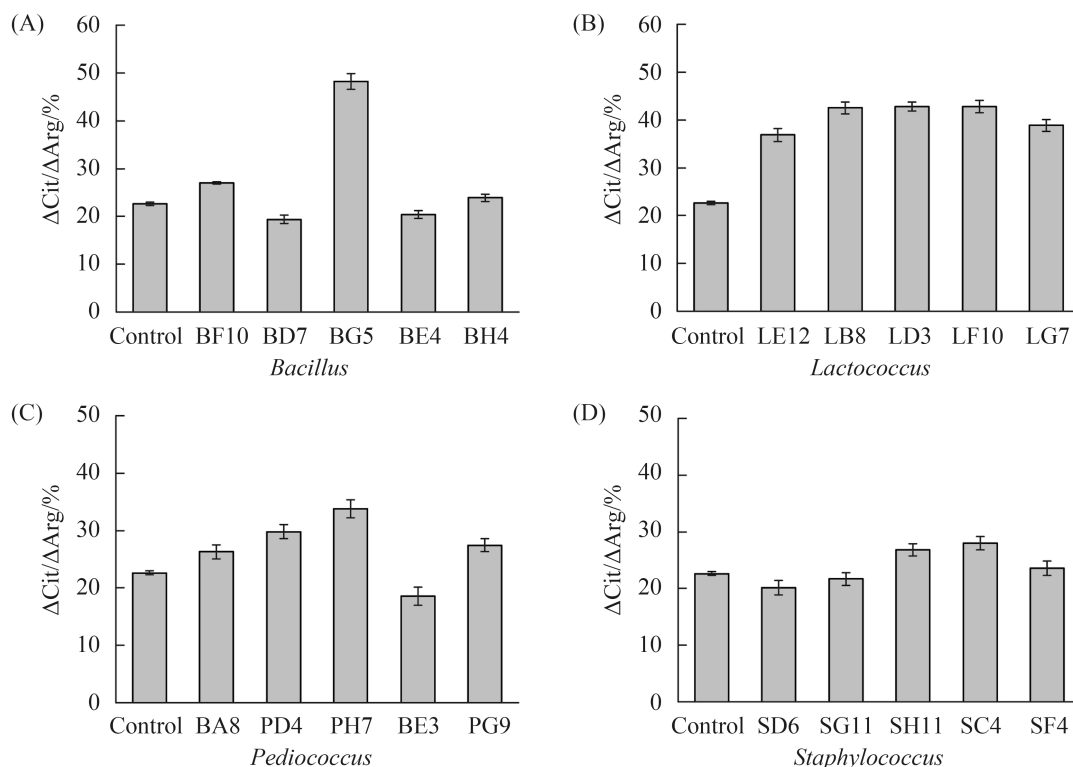 (A)
60
50
40
30
20
10
0
ΔCit/ΔArg/%
Control BF10 BD7 BG5 BE4 BH4
Bacillus
(B)
60
50
40
30
20
10
0
ΔCit/ΔArg/%
Control LE12 LB8 LD3 LF10 LG7
Lactococcus
(C)
50
40
30
20
10
0
ΔCit/ΔArg/%
Control BA8 PD4 PH7 BE3 PG9
Pediococcus
(D)
50
40
30
20
10
0
ΔCit/ΔArg/%
Control SD6 SG11 SH11 SC4 SF4
Staphylococcus